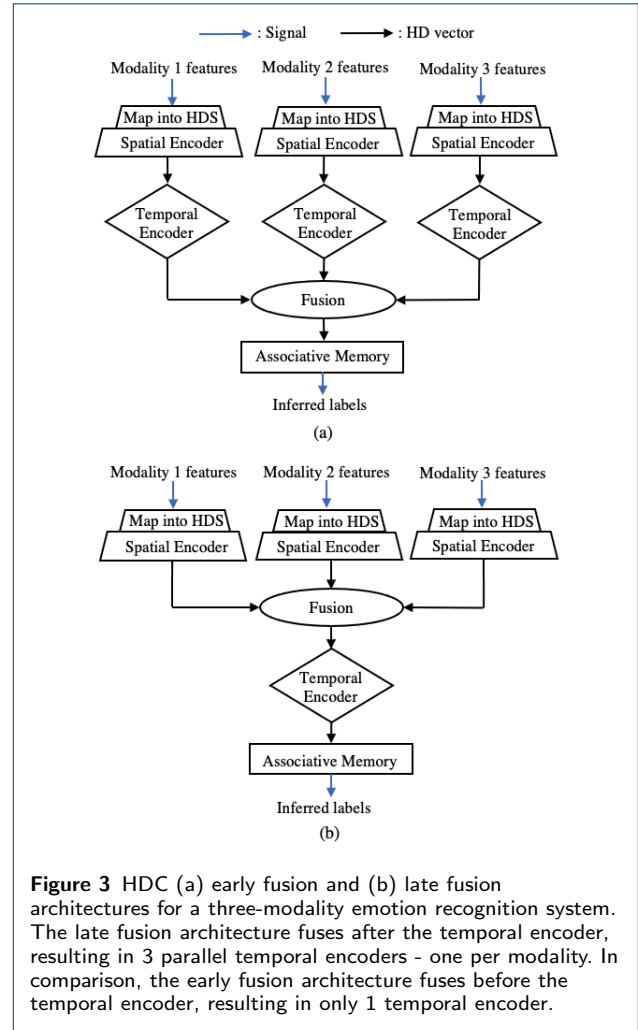 : Signal : HD vector
Modality 1 features Modality 2 features Modality 3 features
Map into HDS Map into HDS Map into HDS
Spatial Encoder Spatial Encoder Spatial Encoder
Temporal Temporal Temporal
Encoder Encoder Encoder
Fusion
Associative Memory
Inferred labels
(a)
Modality 1 features Modality 2 features Modality 3 features
Map into HDS Map into HDS Map into HDS
Spatial Encoder Spatial Encoder Spatial Encoder
Fusion
Temporal
Encoder
Associative Memory
Inferred labels
(b)
Figure 3 HDC (a) early fusion and (b) late fusion
architectures for a three-modality emotion recognition system.
The late fusion architecture fuses after the temporal encoder,
resulting in 3 parallel temporal encoders - one per modality. In
comparison, the early fusion architecture fuses before the
temporal encoder, resulting in only 1 temporal encoder.